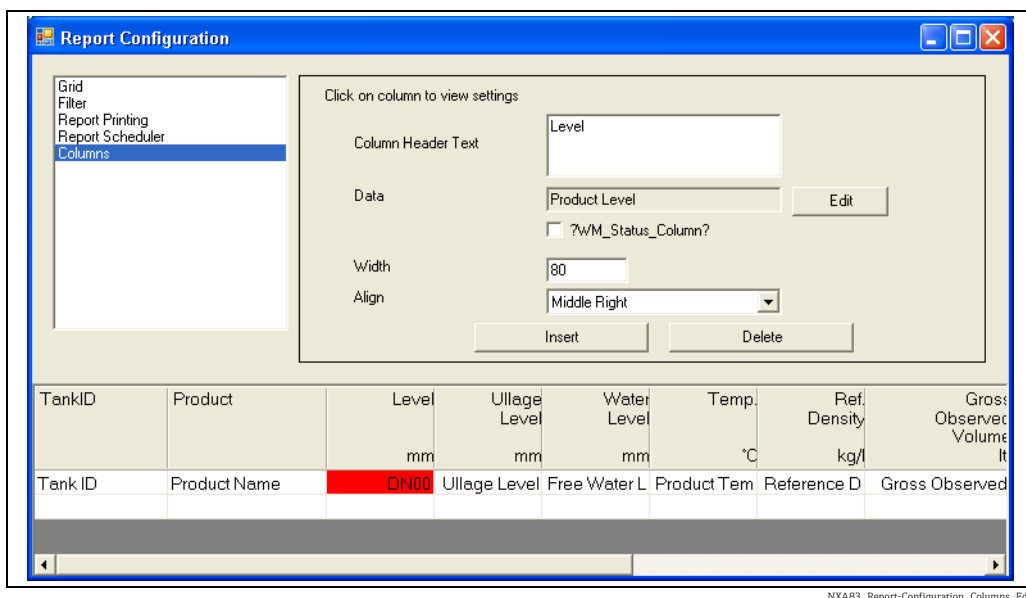 Report Configuration
Grid
Filter
Report Printing
Report Scheduler
Columns
Click on column to view settings
Column Header Text
Level
Data
Product Level
Edit
?WM_Status_Column?
Width
80
Align
Middle Right
Insert
Delete
TankID Product Level Ullage Water Temp. Ref. Gross
Level Level Density Observed
Volume
mm mm mm °C kg/l lt
Tank ID Product Name DN00 Ullage Level Free Water L Product Tem Reference D Gross Observed
NXA83_Report-Configuration_Columns_Ed